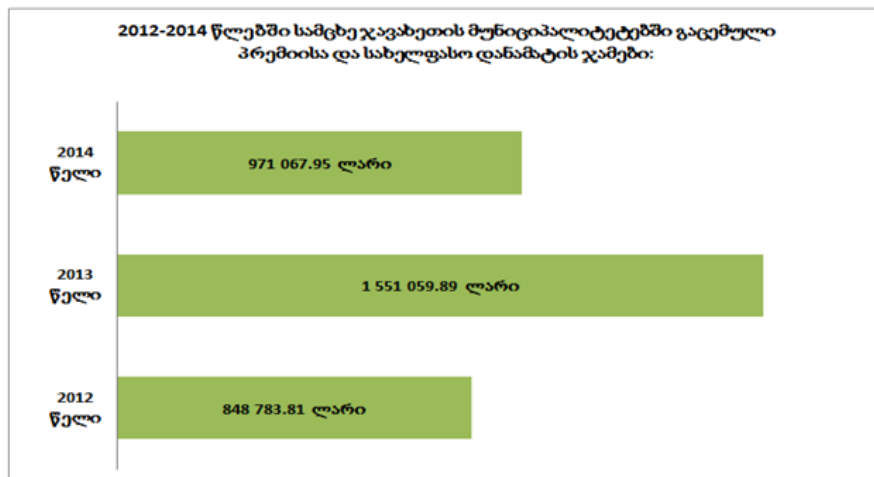 2012-2014 წლებში სამცხე ჯავახეთის მუნიციპალიტეტებში გაცემული
პრემიისა და სახელფასო დანამატის ჯამები:
2014
წელი
971 067.95 ლარი
2013
წელი
1 551 059.89 ლარი
2012
წელი
848 783.81 ლარი